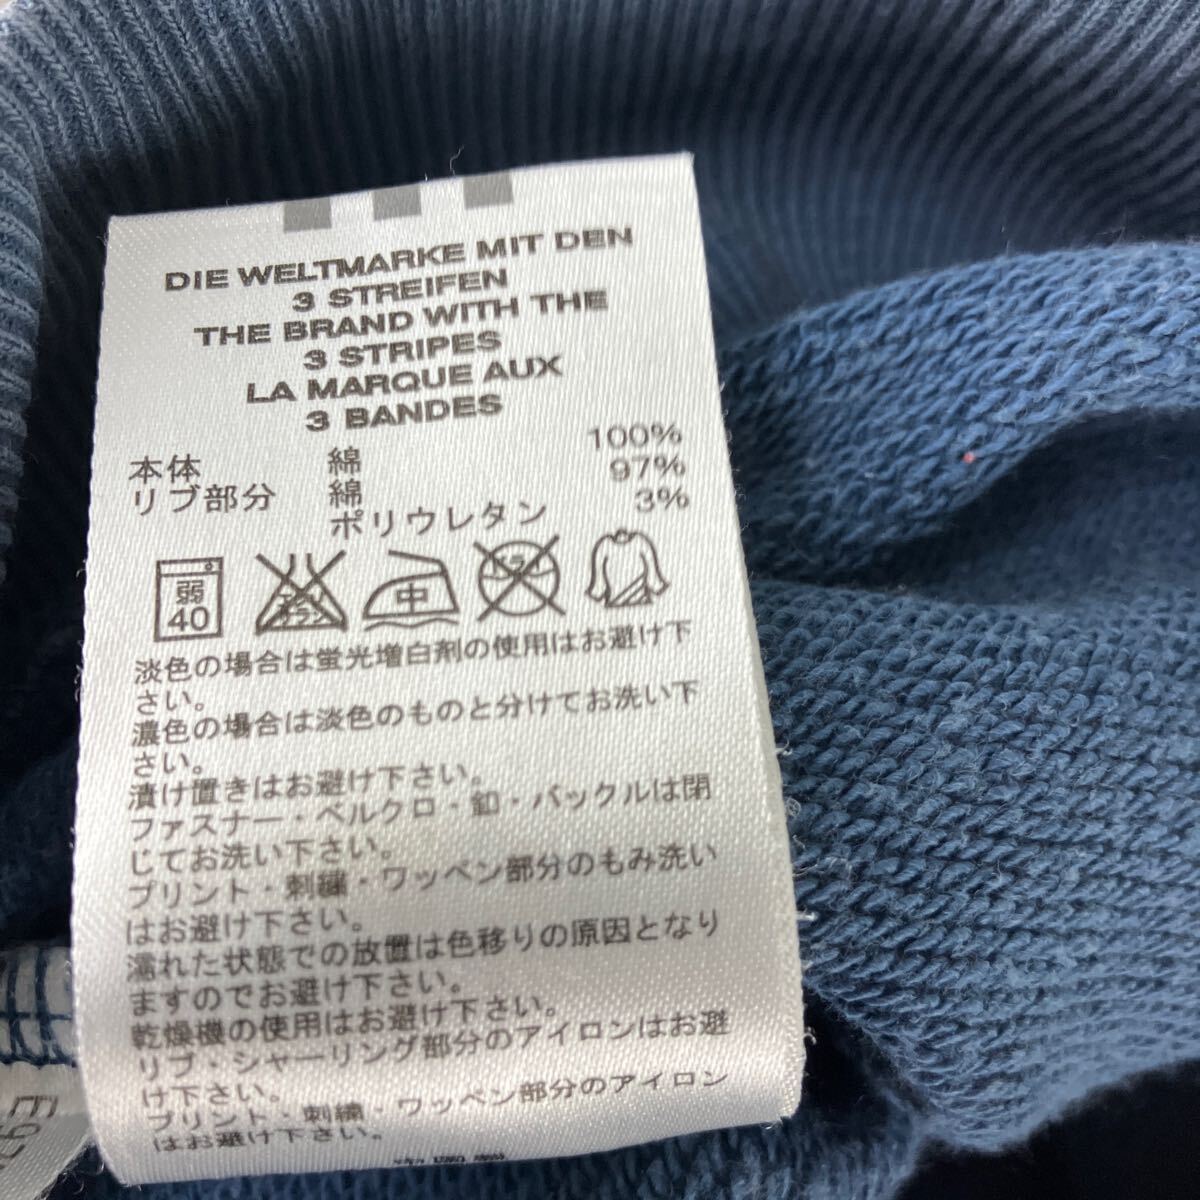 DIE WELTMARKE MIT DEN
3 STREIFEN
THE BRAND WITH THE
3 STRIPES
LA MARQUE AUX
3 BANDES
本体 綿 100%
リブ部分 綿 97%
ポリウレタン 3%
弱
40
エンソ
サラシ
中
ドライ
淡色の場合は蛍光増白剤の使用はお避け下
さい。
濃色の場合は淡色のものと分けてお洗い下
さい。
漬け置きはお避け下さい。
ファスナー・ベルクロ・釦・バックルは閉
じてお洗い下さい。
プリント・刺繍・ワッペン部分のもみ洗い
はお避け下さい。
濡れた状態での放置は色移りの原因となり
ますのでお避け下さい。
乾燥機の使用はお避け下さい。
リブ・シャーリング部分のアイロンはお避
け下さい。
プリント・刺繍・ワッペン部分のアイロン
はお避け下さい。